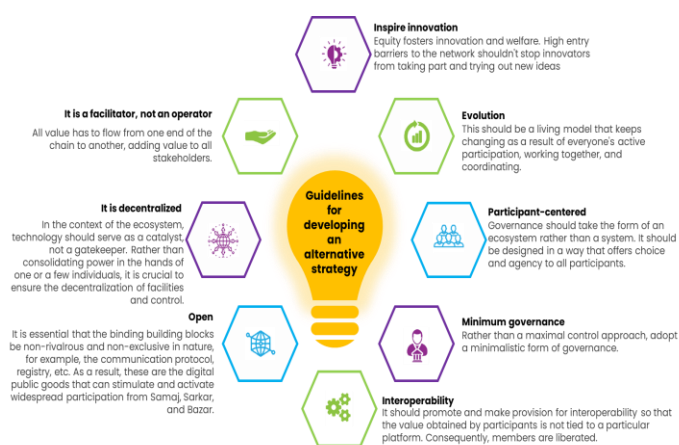 Inspire innovation
Equity fosters innovation and welfare. High entry
barriers to the network shouldn't stop innovators
from taking part and trying out new ideas
It is a facilitator, not an operator
All value has to flow from one end of the
chain to another, adding value to all
stakeholders.
Evolution
This should be a living model that keeps
changing as a result of everyone's active
participation, working together, and
coordinating.
Guidelines
for
developing
an
alternative
strategy
It is decentralized
In the context of the ecosystem,
technology should serve as a catalyst,
not a gatekeeper. Rather than
consolidating power in the hands of
one or a few individuals, it is crucial to
ensure the decentralization of facilities
and control.
Participant-centered
Governance should take the form of an
ecosystem rather than a system. It should
be designed in a way that offers choice
and agency to all participants.
Open
It is essential that the binding building blocks
be non-rivalrous and non-exclusive in nature,
for example, the communication protocol,
registry, etc. As a result, these are the digital
public goods that can stimulate and activate
widespread participation from Samaj, Sarkar,
and Bazar.
Minimum governance
Rather than a maximal control approach, adopt
a minimalistic form of governance.
Interoperability
It should promote and make provision for interoperability so that
the value obtained by participants is not tied to a particular
platform. Consequently, members are liberated.